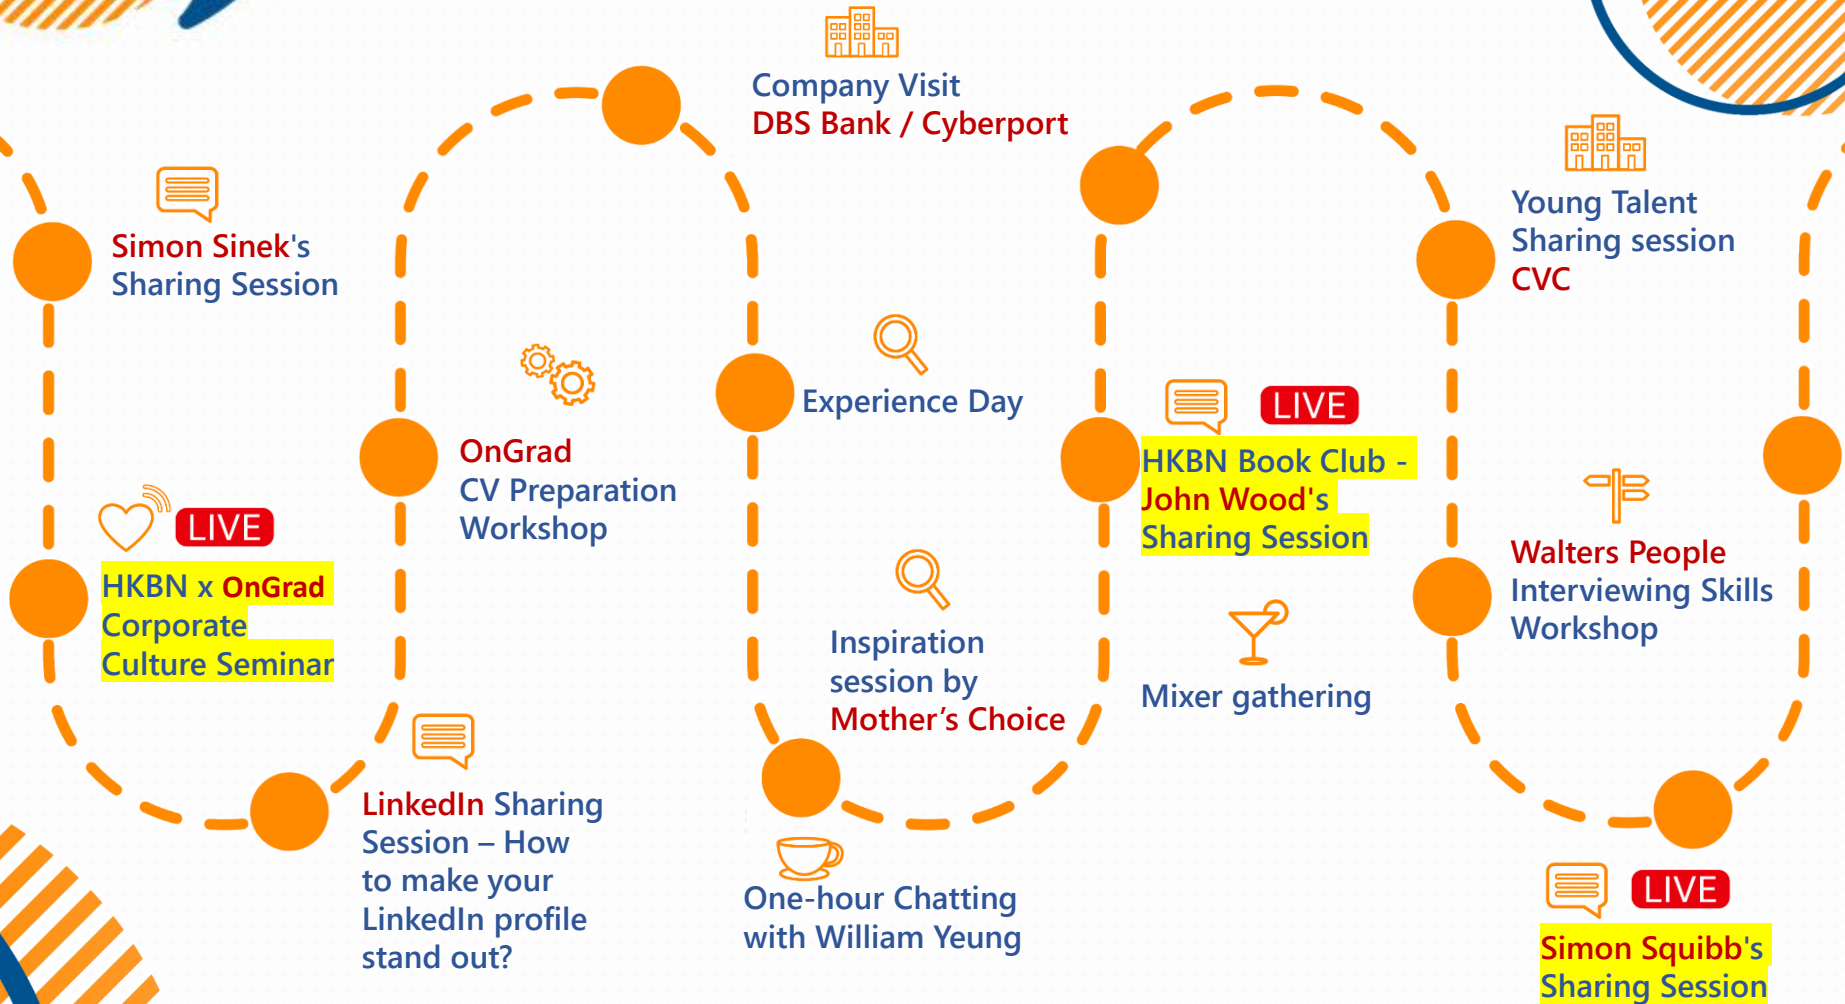 Simon Sinek's
Sharing Session
LIVE
HKBN x OnGrad
Corporate
Culture Seminar
LinkedIn Sharing
Session – How
to make your
LinkedIn profile
stand out?
OnGrad
CV Preparation
Workshop
Company Visit
DBS Bank / Cyberport
Experience Day
Inspiration
session by
Mother’s Choice
One-hour Chatting
with William Yeung
LIVE
HKBN Book Club -
John Wood's
Sharing Session
Mixer gathering
Young Talent
Sharing session
CVC
Walters People
Interviewing Skills
Workshop
LIVE
Simon Squibb's
Sharing Session